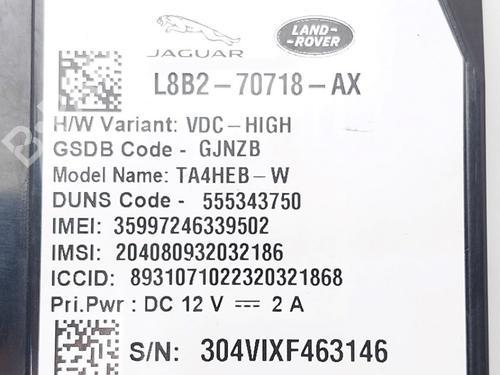 JAGUAR
LAND-
ROVER
L8B2-70718-AX
H/W Variant: VDC-HIGH
GSDB Code - GJNZB
Model Name: TA4HEB-W
DUNS Code - 555343750
IMEI: 35997246339502
IMSI: 204080932032186
ICCID: 8931071022320321868
Pri.Pwr : DC 12 V ⎓ 2 A
S/N: 304VIXF463146